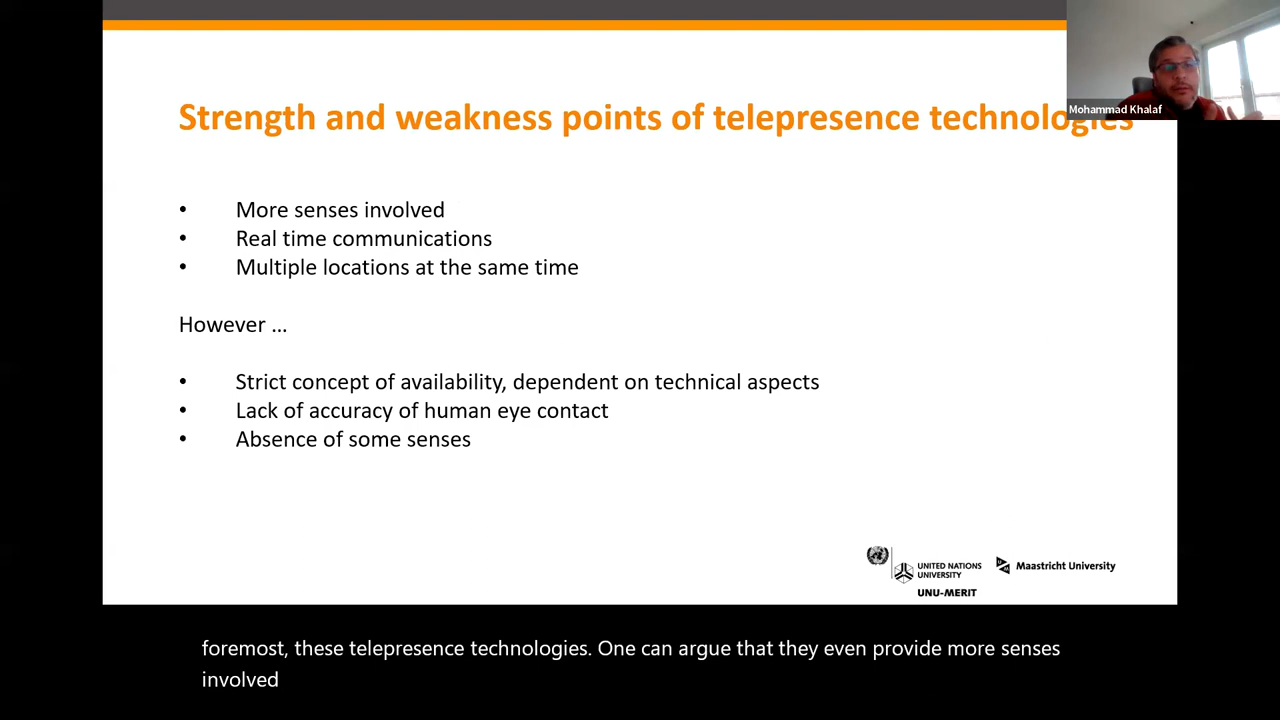 Mohammad Khalaf
Strength and weakness points of telepresence technologies
• More senses involved
• Real time communications
• Multiple locations at the same time
However ...
• Strict concept of availability, dependent on technical aspects
• Lack of accuracy of human eye contact
• Absence of some senses
UNITED NATIONS
UNIVERSITY
UNU-MERIT
Maastricht University
foremost, these telepresence technologies. One can argue that they even provide more senses
involved